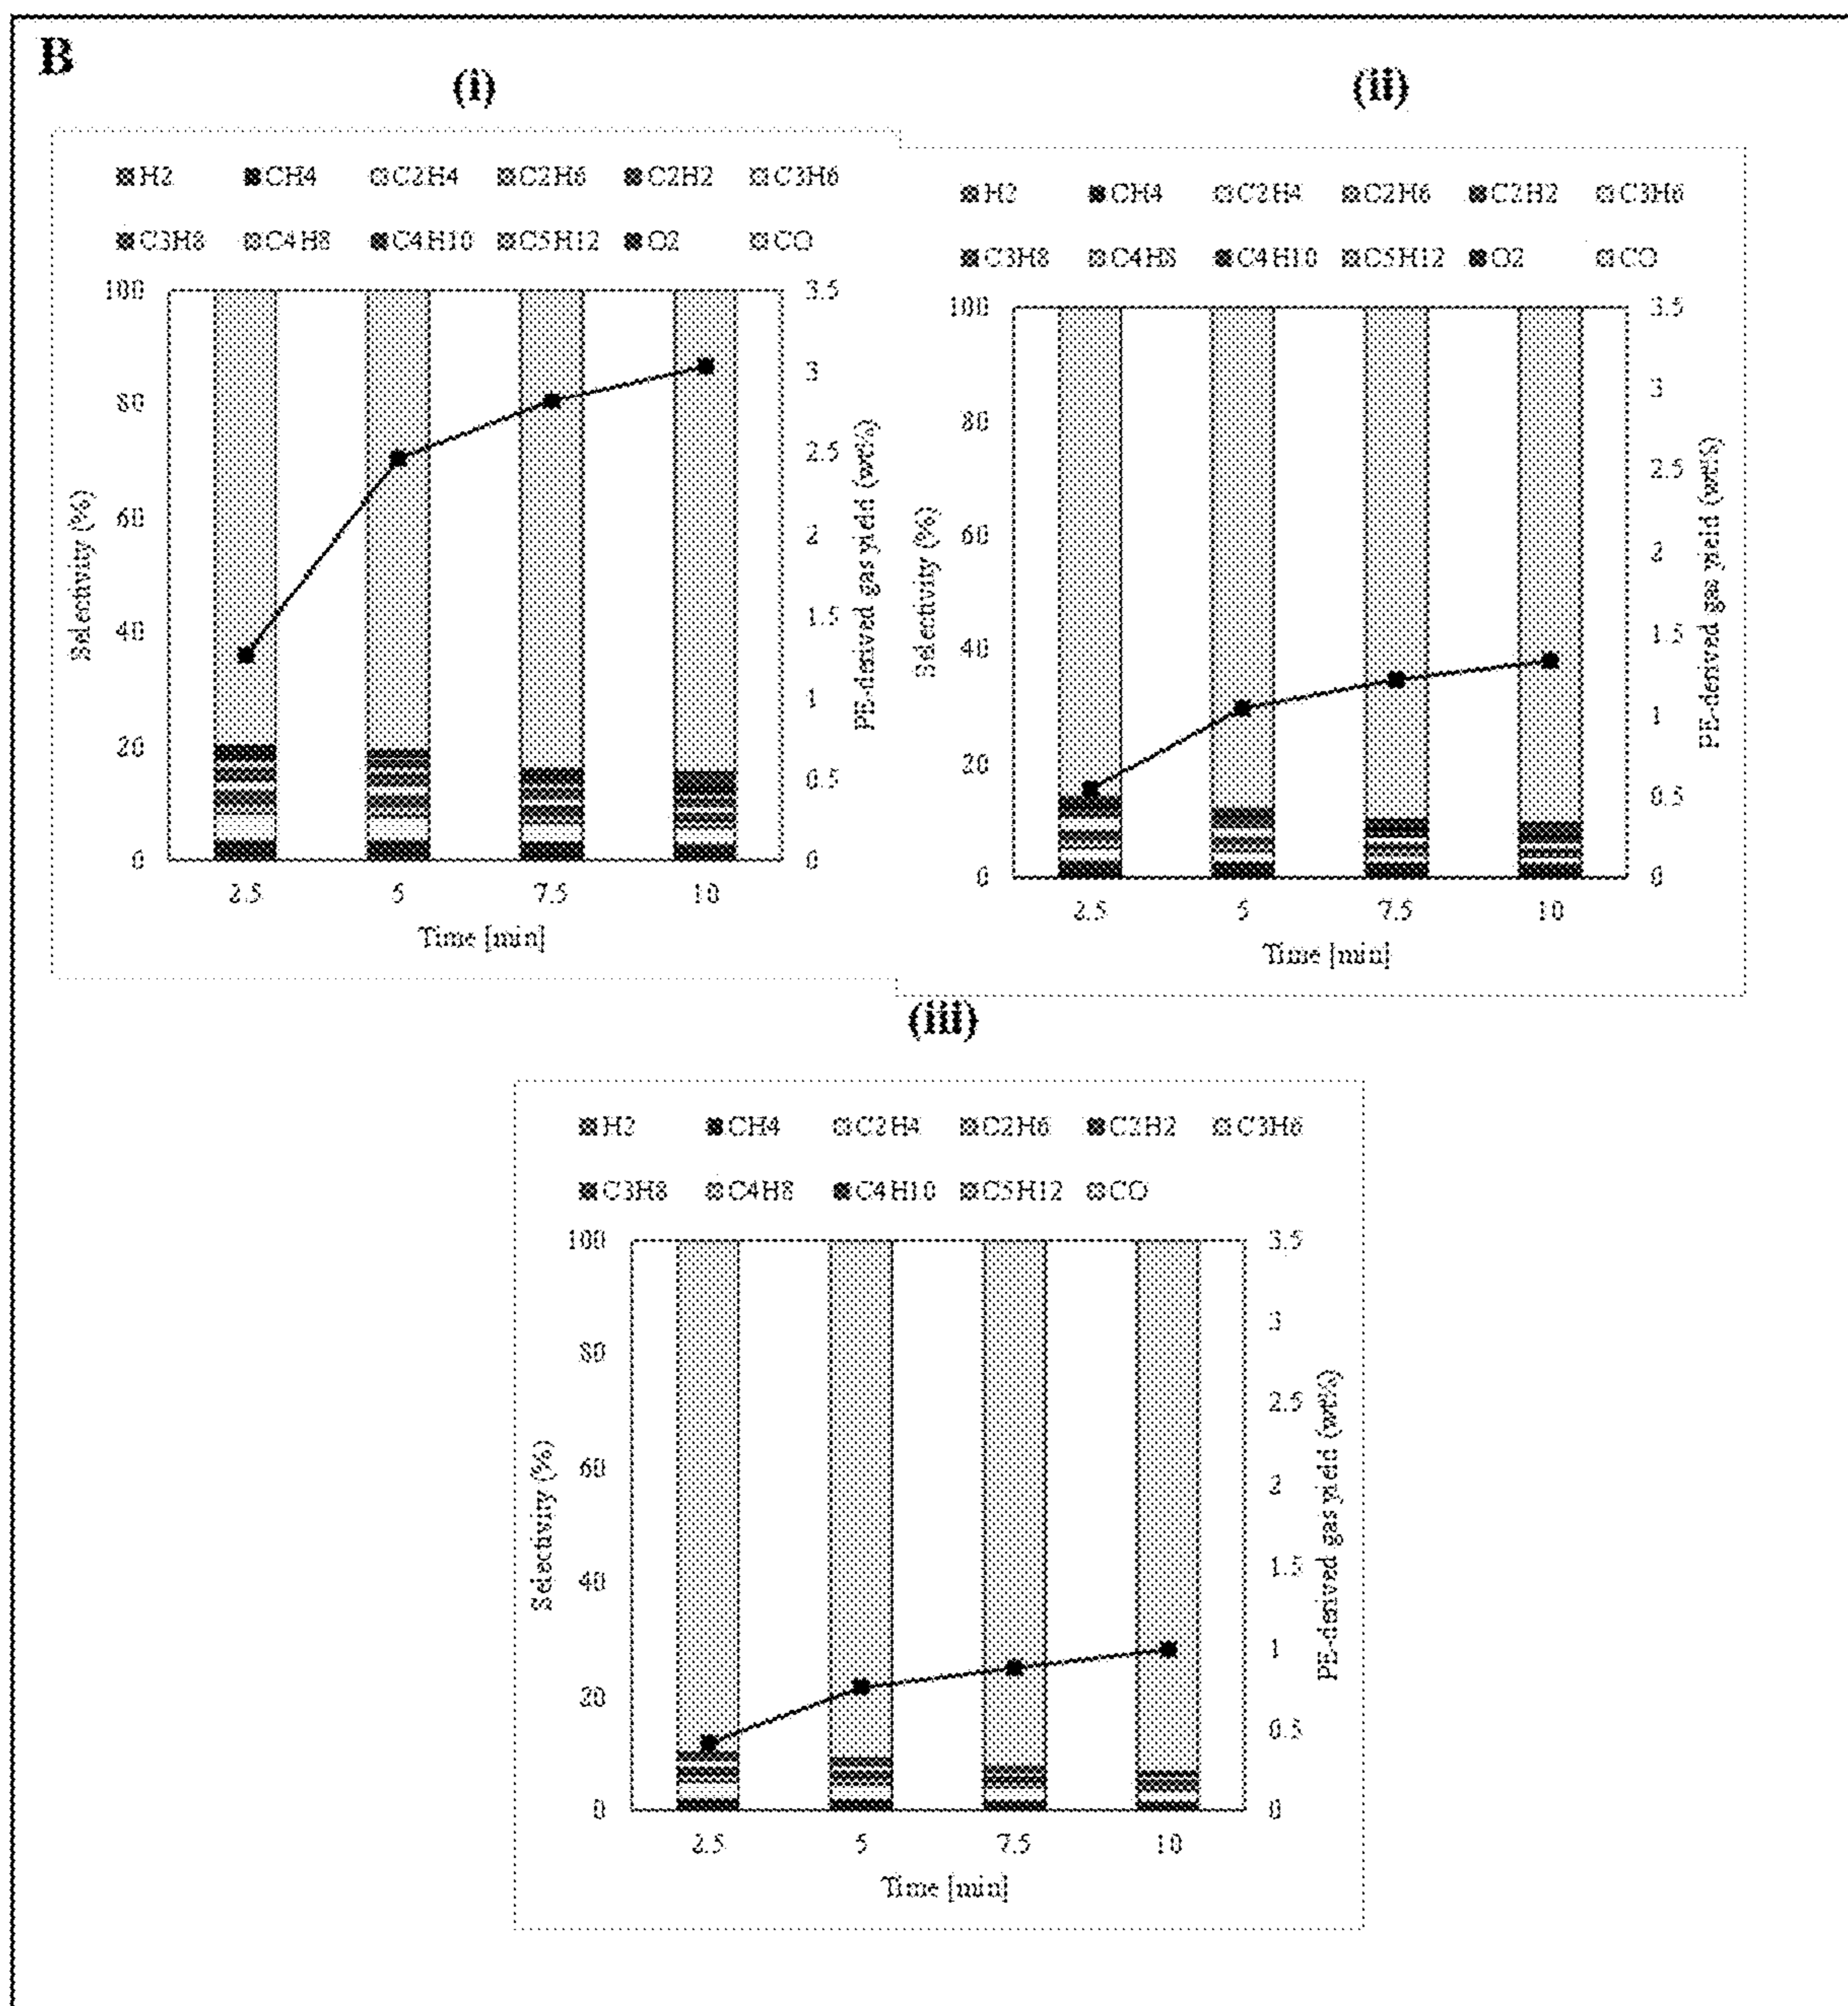 B
(i)
H2 CH4 C2H4 C2H6 C2H2 C3H6
C3H8 C4H8 C4H10 C5H12 O2 CO
100
80
60
40
20
0
Selectivity (%)
3.5
3
2.5
2
1.5
1
0.5
0
PE-derived gas yield (wt%)
2.5 5 7.5 10
Time [min]
(ii)
H2 CH4 C2H4 C2H6 C2H2 C3H6
C3H8 C4H8 C4H10 C5H12 O2 CO
100
80
60
40
20
0
Selectivity (%)
3.5
3
2.5
2
1.5
1
0.5
0
PE-derived gas yield (wt%)
2.5 5 7.5 10
Time [min]
(iii)
H2 CH4 C2H4 C2H6 C2H2 C3H6
C3H8 C4H8 C4H10 C5H12 CO
100
80
60
40
20
0
Selectivity (%)
3.5
3
2.5
2
1.5
1
0.5
0
PE-derived gas yield (wt%)
2.5 5 7.5 10
Time [min]